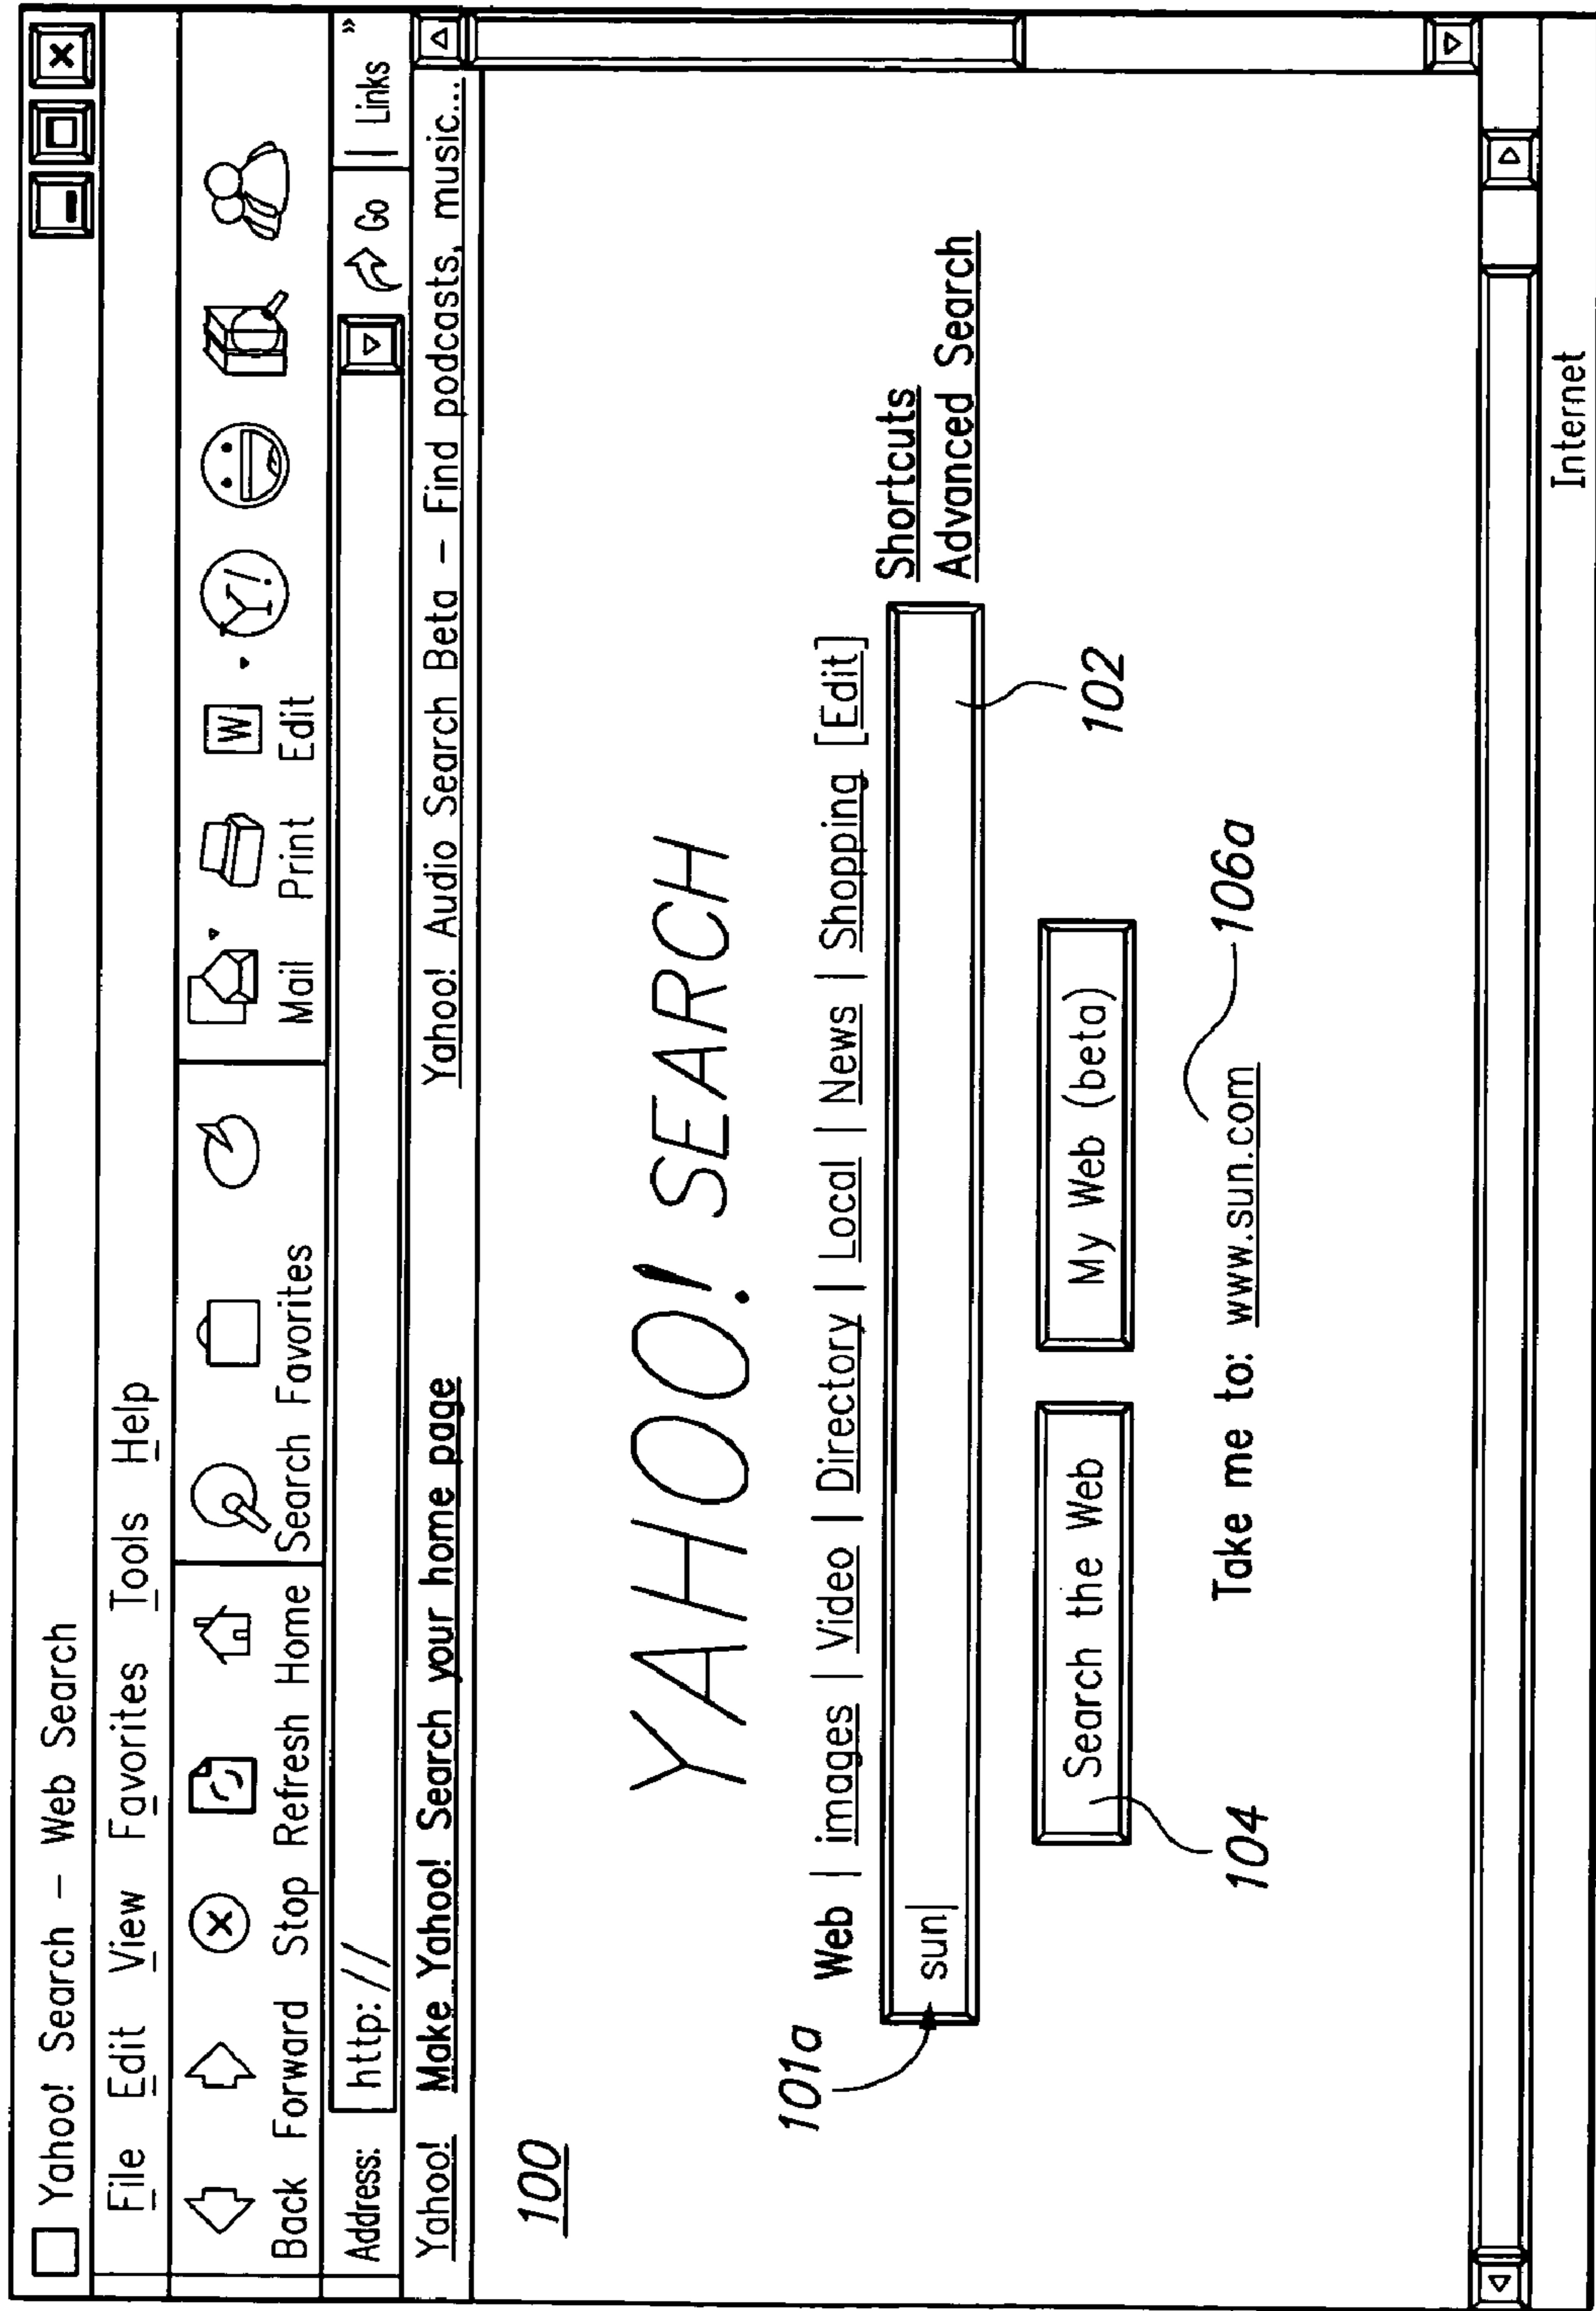 Yahoo! Search – Web Search
File Edit View Favorites Tools Help
Back Forward Stop Refresh Home Search Favorites Mail Print Edit
W Y!
Address: http: // Go | Links »
Yahoo! Make Yahoo! Search your home page Yahoo! Audio Search Beta – Find podcasts, music...
100
YAHOO! SEARCH
Web | images | Video | Directory | Local | News | Shopping [Edit]
101a
sun
Shortcuts
Advanced Search
102
Search the Web My Web (beta)
104
Take me to: www.sun.com
106a
Internet